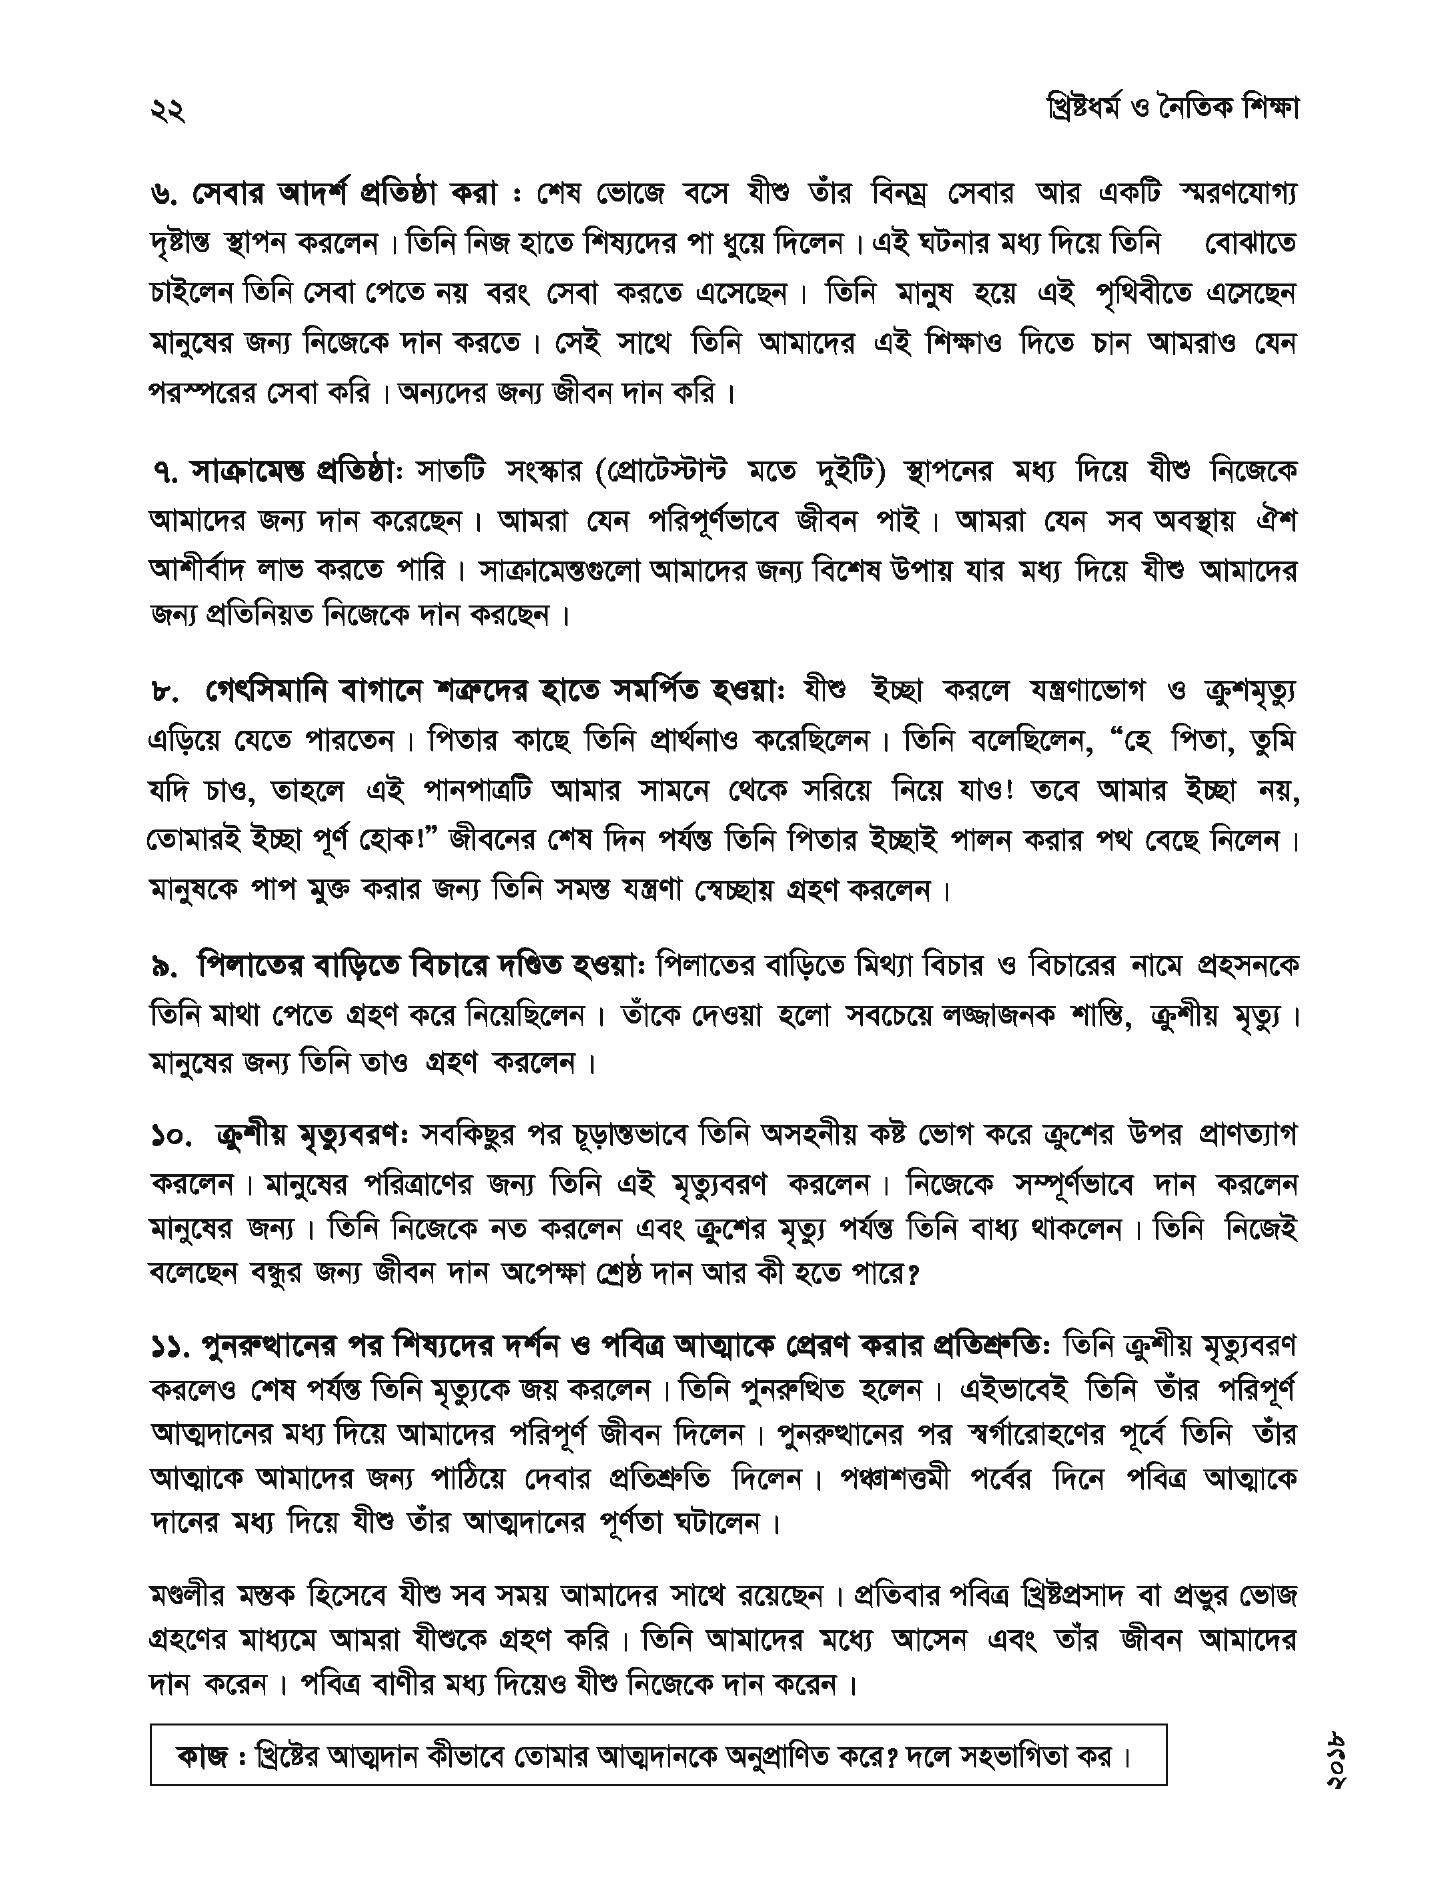 ২২
খ্রিষ্টধর্ম ও নৈতিক শিক্ষা
৬. সেবার আদর্শ প্রতিষ্ঠা করা : শেষ ভোজে বসে যীশু তাঁর বিনম্র সেবার আর একটি স্মরণযোগ্য
দৃষ্টান্ত স্থাপন করলেন। তিনি নিজ হাতে শিষ্যদের পা ধুয়ে দিলেন। এই ঘটনার মধ্য দিয়ে তিনি বোঝাতে
চাইলেন তিনি সেবা পেতে নয় বরং সেবা করতে এসেছেন। তিনি মানুষ হয়ে এই পৃথিবীতে এসেছেন
মানুষের জন্য নিজেকে দান করতে। সেই সাথে তিনি আমাদের এই শিক্ষাও দিতে চান আমরাও যেন
পরস্পরের সেবা করি। অন্যদের জন্য জীবন দান করি।
৭. সাক্রামেন্ত প্রতিষ্ঠা: সাতটি সংস্কার (প্রোটেস্টান্ট মতে দুইটি) স্থাপনের মধ্য দিয়ে যীশু নিজেকে
আমাদের জন্য দান করেছেন। আমরা যেন পরিপূর্ণভাবে জীবন পাই। আমরা যেন সব অবস্থায় ঐশ
আশীর্বাদ লাভ করতে পারি। সাক্রামেন্তগুলো আমাদের জন্য বিশেষ উপায় যার মধ্য দিয়ে যীশু আমাদের
জন্য প্রতিনিয়ত নিজেকে দান করছেন।
৮. গেৎসিমানি বাগানে শত্রুদের হাতে সমর্পিত হওয়া: যীশু ইচ্ছা করলে যন্ত্রণাভোগ ও ক্রুশমৃত্যু
এড়িয়ে যেতে পারতেন। পিতার কাছে তিনি প্রার্থনাও করেছিলেন। তিনি বলেছিলেন, “হে পিতা, তুমি
যদি চাও, তাহলে এই পানপাত্রটি আমার সামনে থেকে সরিয়ে নিয়ে যাও! তবে আমার ইচ্ছা নয়,
তোমারই ইচ্ছা পূর্ণ হোক!” জীবনের শেষ দিন পর্যন্ত তিনি পিতার ইচ্ছাই পালন করার পথ বেছে নিলেন।
মানুষকে পাপ মুক্ত করার জন্য তিনি সমস্ত যন্ত্রণা স্বেচ্ছায় গ্রহণ করলেন।
৯. পিলাতের বাড়িতে বিচারে দণ্ডিত হওয়া: পিলাতের বাড়িতে মিথ্যা বিচার ও বিচারের নামে প্রহসনকে
তিনি মাথা পেতে গ্রহণ করে নিয়েছিলেন। তাঁকে দেওয়া হলো সবচেয়ে লজ্জাজনক শাস্তি, ক্রুশীয় মৃত্যু।
মানুষের জন্য তিনি তাও গ্রহণ করলেন।
১০. ক্রুশীয় মৃত্যুবরণ: সবকিছুর পর চূড়ান্তভাবে তিনি অসহনীয় কষ্ট ভোগ করে ক্রুশের উপর প্রাণত্যাগ
করলেন। মানুষের পরিত্রাণের জন্য তিনি এই মৃত্যুবরণ করলেন। নিজেকে সম্পূর্ণভাবে দান করলেন
মানুষের জন্য। তিনি নিজেকে নত করলেন এবং ক্রুশের মৃত্যু পর্যন্ত তিনি বাধ্য থাকলেন। তিনি নিজেই
বলেছেন বন্ধুর জন্য জীবন দান অপেক্ষা শ্রেষ্ঠ দান আর কী হতে পারে?
১১. পুনরুত্থানের পর শিষ্যদের দর্শন ও পবিত্র আত্মাকে প্রেরণ করার প্রতিশ্রুতি: তিনি ক্রুশীয় মৃত্যুবরণ
করলেও শেষ পর্যন্ত তিনি মৃত্যুকে জয় করলেন। তিনি পুনরুত্থিত হলেন। এইভাবেই তিনি তাঁর পরিপূর্ণ
আত্মদানের মধ্য দিয়ে আমাদের পরিপূর্ণ জীবন দিলেন। পুনরুত্থানের পর স্বর্গারোহণের পূর্বে তিনি তাঁর
আত্মাকে আমাদের জন্য পাঠিয়ে দেবার প্রতিশ্রুতি দিলেন। পঞ্চাশত্তমী পর্বের দিনে পবিত্র আত্মাকে
দানের মধ্য দিয়ে যীশু তাঁর আত্মদানের পূর্ণতা ঘটালেন।
মণ্ডলীর মস্তক হিসেবে যীশু সব সময় আমাদের সাথে রয়েছেন। প্রতিবার পবিত্র খ্রিষ্টপ্রসাদ বা প্রভুর ভোজ
গ্রহণের মাধ্যমে আমরা যীশুকে গ্রহণ করি। তিনি আমাদের মধ্যে আসেন এবং তাঁর জীবন আমাদের
দান করেন। পবিত্র বাণীর মধ্য দিয়েও যীশু নিজেকে দান করেন।
কাজ : খ্রিষ্টের আত্মদান কীভাবে তোমার আত্মদানকে অনুপ্রাণিত করে? দলে সহভাগিতা কর।
২০১৮